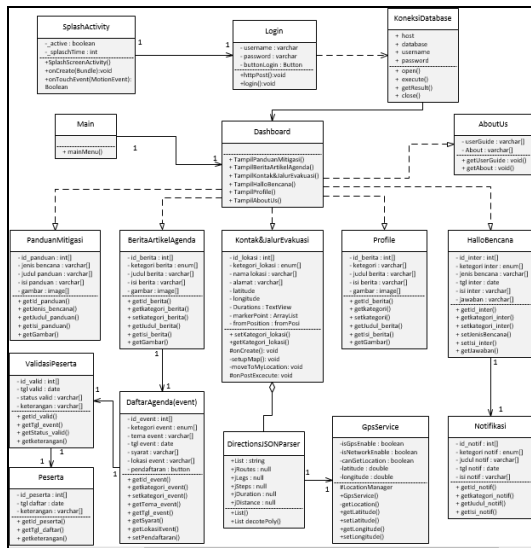 SplashActivity
-_active : boolean
-_splachTime : int
+SplashScreenActivity()
+onCreate(Bundle):void
+onTouchEvent(MotionEvent):
Boolean
1
1
Login
- username : varchar
- password : varchar
- buttonLogin : Button
+httpPost():void
+login():void
KoneksiDatabase
+ host
+ database
+ username
+ password
+ open()
+ execute()
+ getResult()
+ close()
Main
+ mainMenu()
1
1
Dashboard
+TampilPanduanMitigasi()
+TampilBeritaArtikelAgenda()
+TampilKontak&JalurEvakuasi()
+TampilHalloBencana()
+TampilProfile()
+TampilAboutUs()
AboutUs
- userGuide : varchar[]
- About : varchar[]
+getUserGuide : void()
+getAbout : void()
PanduanMitigasi
- id_panduan : int[]
- jenis bencana : varchar[]
- judul panduan : varchar[]
- isi panduan : varchar[]
- gambar : image[]
+getId_panduan()
+getJenis_bencana()
+getJudul_panduan()
+getIsi_panduan()
+getGambar()
BeritaArtikelAgenda
- id_berita : int[]
- ketegori berita : enum[]
- judul berita : varchar[]
- isi berita : varchar[]
- gambar : image[]
+getId_berita()
+getkategori_berita()
+setkategori_berita()
+getJudul_berita()
+getIsi_berita()
+getGambar()
Kontak&JalurEvakuasi
- id_lokasi : int[]
- ketegori_lokasi : enum[]
- nama lokasi : varchar[]
- alamat : varchar[]
- latitude
- longitude
-Durations : TextView
-markerPoint : ArrayList
-fromPosition : fromPosi
+setKategori_lokasi()
+getkategori_lokasi()
#onCreate(): void
-setupMap() : void
-moveToMyLocation: void
#onPostExcecute: void
Profile
- id_berita : int[]
- ketegori : varchar[]
- judul : varchar[]
- isi berita : varchar[]
- gambar : image[]
+getId_berita()
+getkategori()
+setkategori()
+getJudul_berita()
+getIsi_berita()
+getGambar()
HalloBencana
- id_inter : int[]
- ketegori inter : enum[]
- jenis bencana : varchar[]
- tgl inter : date
- isi inter : varchar[]
- jawaban : varchar[]
+getId_inter()
+getkategori_inter()
+setkategori_inter()
+setJenisBencana()
+setIsi_inter()
+getJawaban()
ValidasiPeserta
- id_valid : int[]
- tgl valid : date
- status valid : varchar[]
- keterangan : varchar[]
+getId_valid()
+getTgl_event()
+getStatus_valid()
+getketerangan()
1
1
1
1
1
1
Peserta
- id_peserta : int[]
- tgl daftar : date
- keterangan : varchar[]
+getId_peserta()
+getTgl_daftar()
+getketerangan()
DaftarAgenda(event)
- id_event : int[]
- ketegori event : enum[]
- tema event : varchar[]
- tgl event : date
- syarat : varchar[]
- lokasi event : varchar[]
- pendaftaran : button
+getId_event()
+getkategori_event()
+setkategori_event()
+getTema_event()
+getTgl_event()
+getSyarat()
+getLokasiEvent()
+setPendaftaran()
DirectionsJSONParser
+List : string
+jRoutes : null
+jLegs : null
+jSteps : null
+jDuration : null
+jDistance : null
+List()
+List decotePoly()
1
1
GpsService
-isGpsEnable : boolean
-isNetworkEnable : boolean
-canGetLocation : boolean
-latitude : double
-longitude : double
#LocationManager
+GpsService()
-getLocation()
+getLatitude()
+setLatitude()
+getLongitude()
+setLongitude()
1
1
Notifikasi
- id_notif : int[]
- ketegori notif : enum[]
- judul notif : varchar[]
- tgl notif : date
- isi notif : varchar[]
+getId_notif()
+getkategori_notif()
+getJudul_notif()
+getIsi_notif()